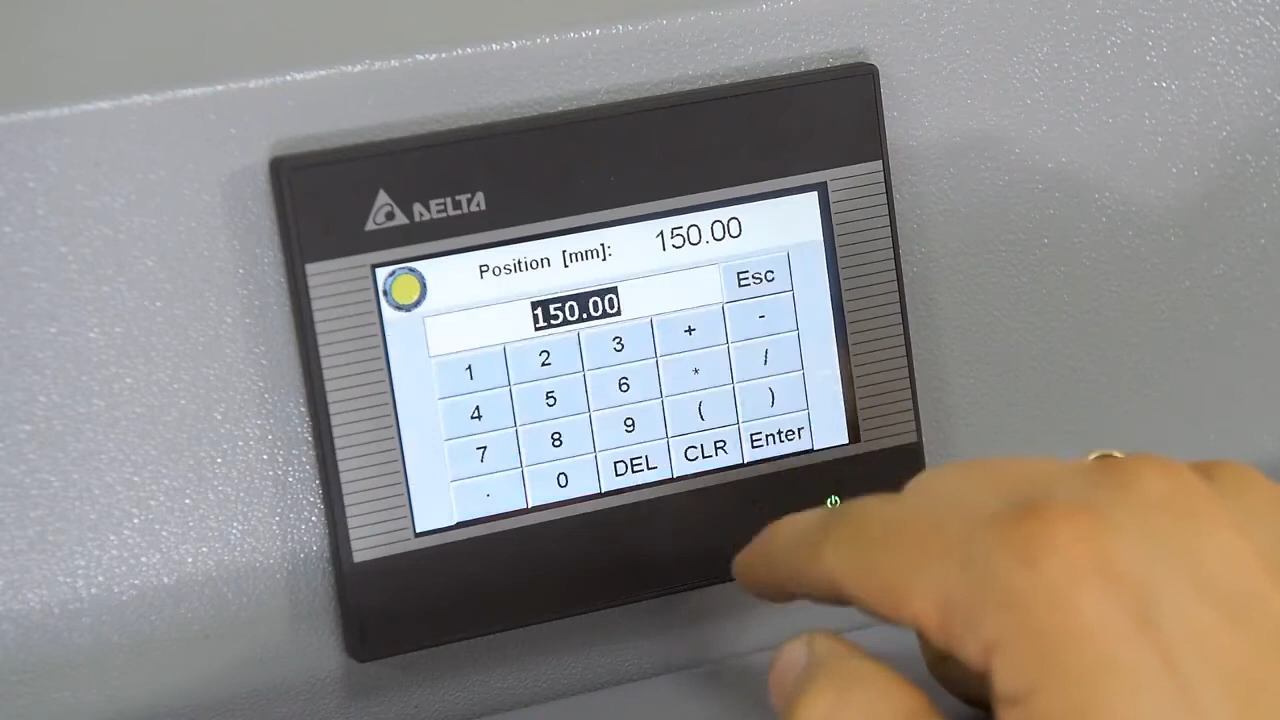 DELTA
Position [mm]: 150.00
150.00 Esc
1 2 3 + -
4 5 6 * /
7 8 9 ( )
. 0 DEL CLR Enter